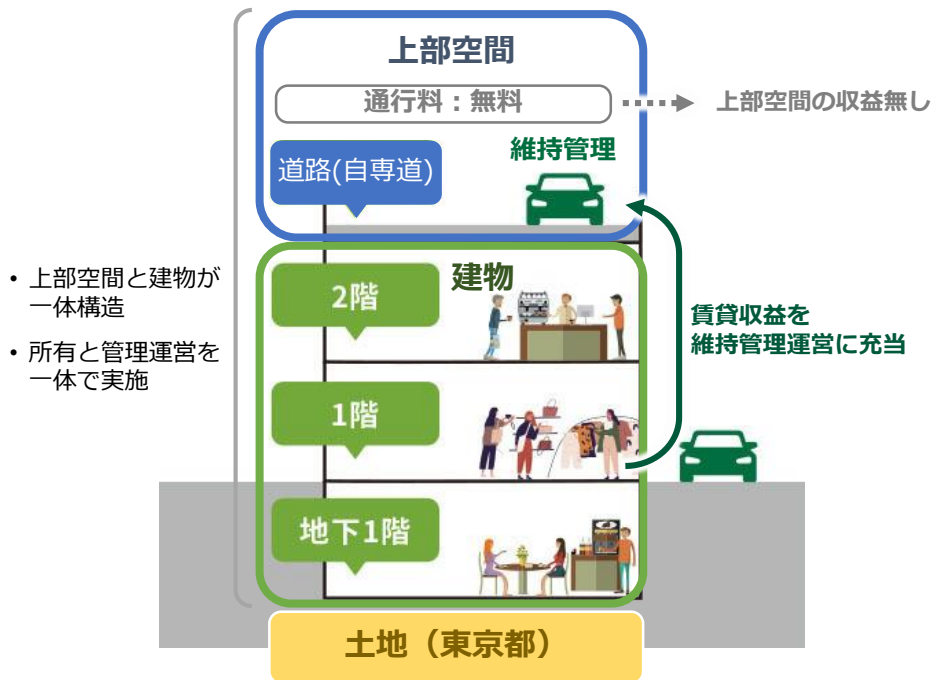 上部空間
通行料：無料
上部空間の収益無し
維持管理
道路(自専道)
• 上部空間と建物が
一体構造
• 所有と管理運営を
一体で実施
建物
2階
賃貸収益を
維持管理運営に充当
1階
地下1階
土地（東京都）